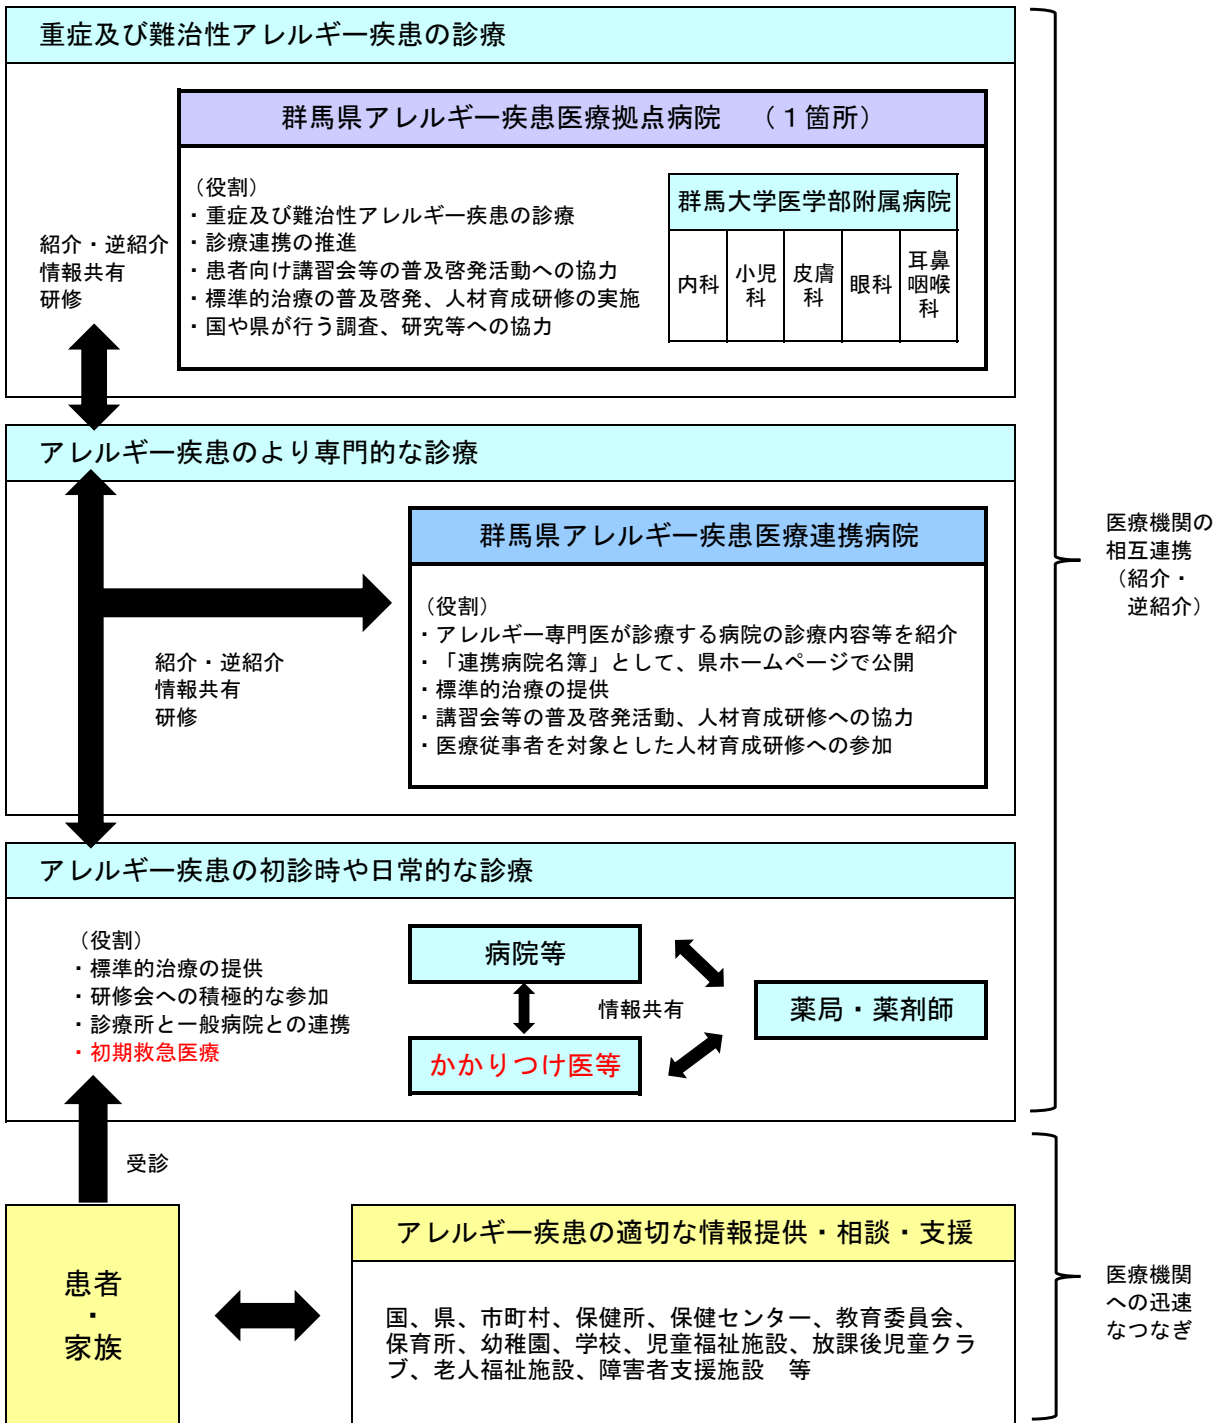 重症及び難治性アレルギー疾患の診療
群馬県アレルギー疾患医療拠点病院　（１箇所）
（役割）
・重症及び難治性アレルギー疾患の診療
・診療連携の推進
・患者向け講習会等の普及啓発活動への協力
・標準的治療の普及啓発、人材育成研修の実施
・国や県が行う調査、研究等への協力
群馬大学医学部附属病院
内科
小児
科
皮膚
科
眼科
耳鼻
咽喉
科
紹介・逆紹介
情報共有
研修
アレルギー疾患のより専門的な診療
群馬県アレルギー疾患医療連携病院
（役割）
・アレルギー専門医が診療する病院の診療内容等を紹介
・「連携病院名簿」として、県ホームページで公開
・標準的治療の提供
・講習会等の普及啓発活動、人材育成研修への協力
・医療従事者を対象とした人材育成研修への参加
紹介・逆紹介
情報共有
研修
医療機関の
相互連携
（紹介・
逆紹介）
アレルギー疾患の初診時や日常的な診療
（役割）
・標準的治療の提供
・研修会への積極的な参加
・診療所と一般病院との連携
・初期救急医療
病院等
情報共有
かかりつけ医等
薬局・薬剤師
受診
患者
・
家族
アレルギー疾患の適切な情報提供・相談・支援
国、県、市町村、保健所、保健センター、教育委員会、
保育所、幼稚園、学校、児童福祉施設、放課後児童クラ
ブ、老人福祉施設、障害者支援施設　等
医療機関
への迅速
なつなぎ